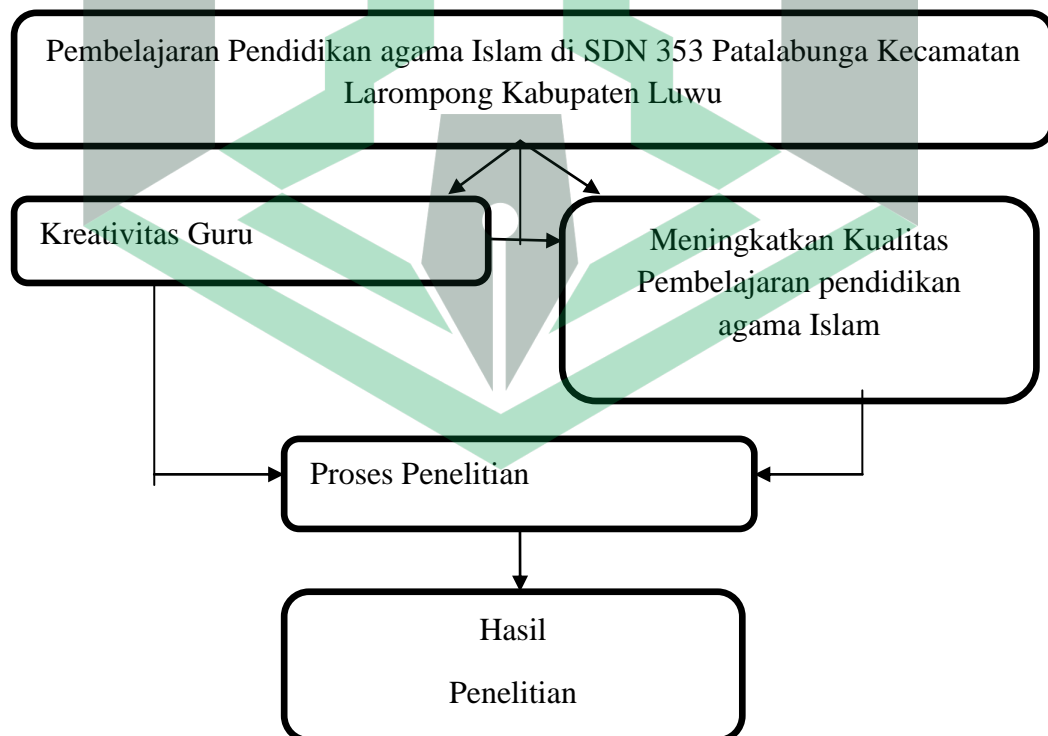 Pembelajaran Pendidikan agama Islam di SDN 353 Patalabunga Kecamatan
Larompong Kabupaten Luwu
Kreativitas Guru
Meningkatkan Kualitas
Pembelajaran pendidikan
agama Islam
Proses Penelitian
Hasil
Penelitian